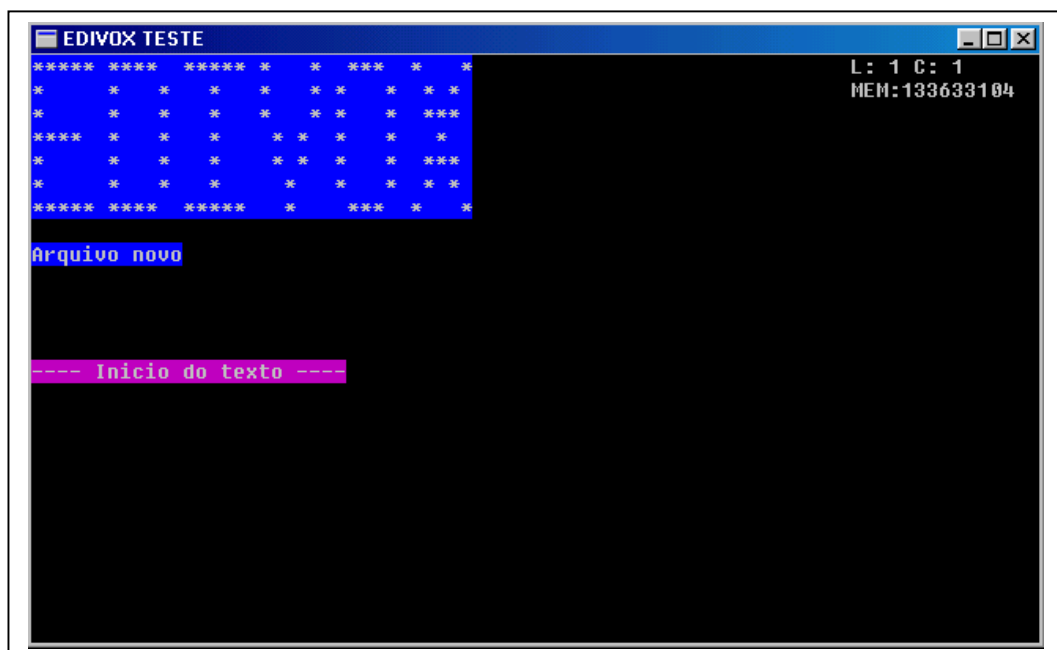 EDIVOX TESTE
***** ****  ***** *   *  ***  *   *
*     *   *   *   *   * *   *  * *
*     *   *   *   *   * *   *  ***
****  *   *   *    * *  *   *   *
*     *   *   *    * *  *   *  ***
*     *   *   *     *   *   *  * *
***** ****  *****   *    ***  *   *
L: 1 C: 1
MEM:133633104
Arquivo novo
---- Inicio do texto ----